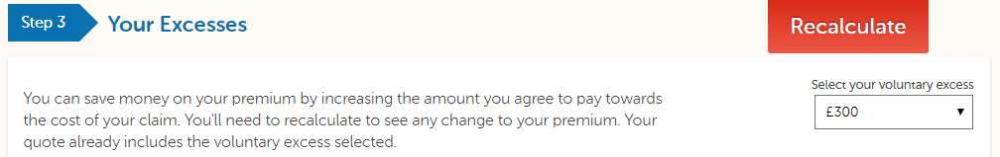 Step 3
Your Excesses
Recalculate
Select your voluntary excess
£300
You can save money on your premium by increasing the amount you agree to pay towards
the cost of your claim. You'll need to recalculate to see any change to your premium. Your
quote already includes the voluntary excess selected.